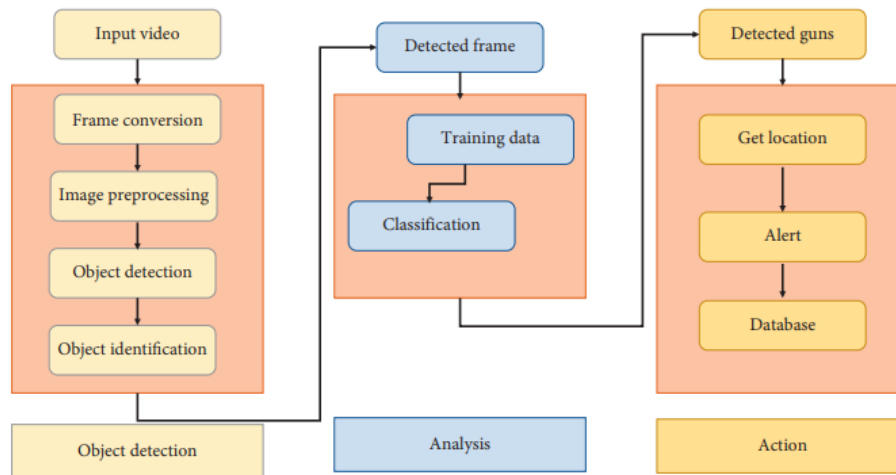 Input video
Frame conversion
Image preprocessing
Object detection
Object identification
Object detection
Detected frame
Training data
Classification
Analysis
Detected guns
Get location
Alert
Database
Action